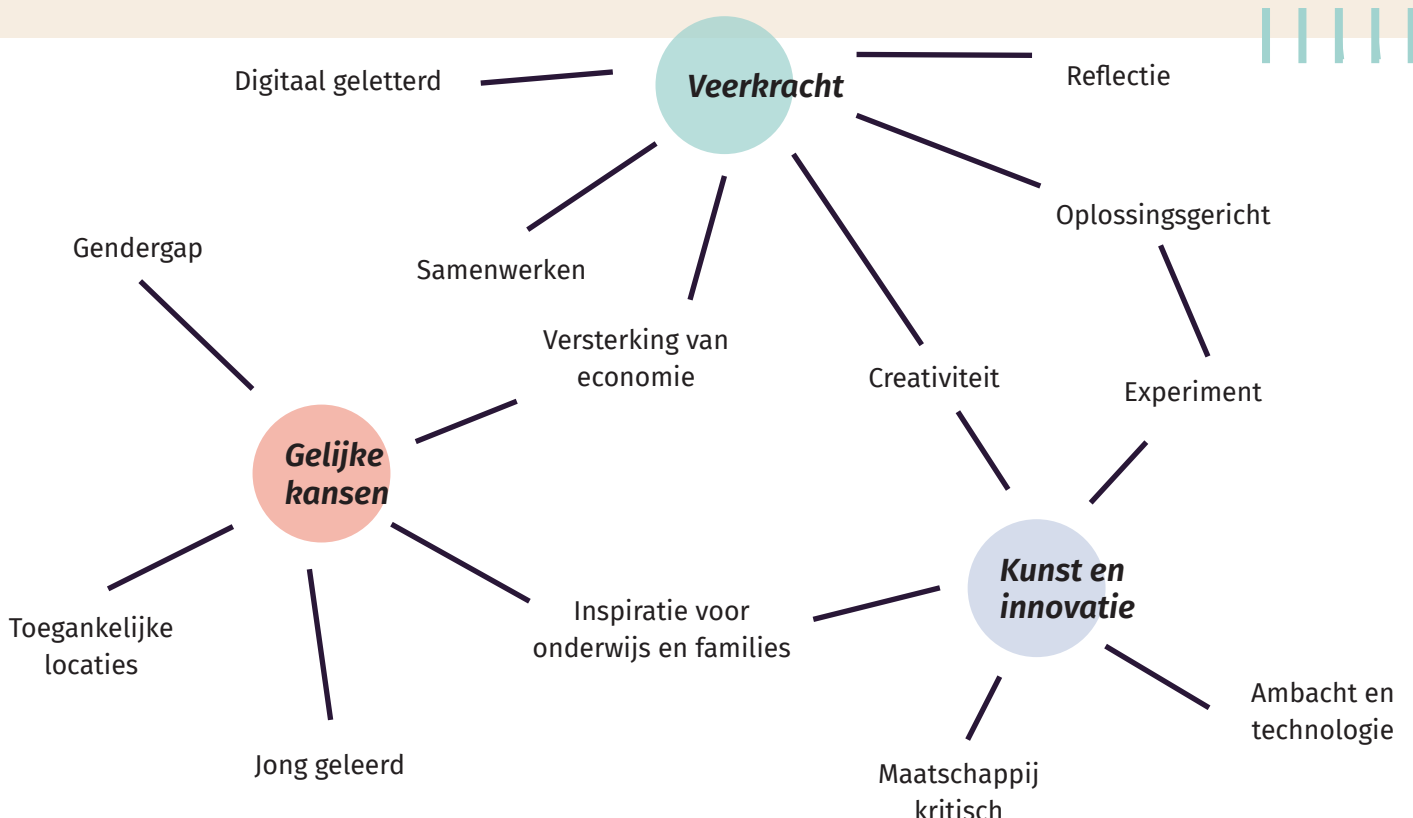 Veerkracht
Digitaal geletterd
Reflectie
Oplossingsgericht
Gendergap
Samenwerken
Versterking van
economie
Creativiteit
Experiment
Gelijke
kansen
Kunst en
innovatie
Inspiratie voor
onderwijs en families
Toegankelijke
locaties
Ambacht en
technologie
Jong geleerd
Maatschappij
kritisch